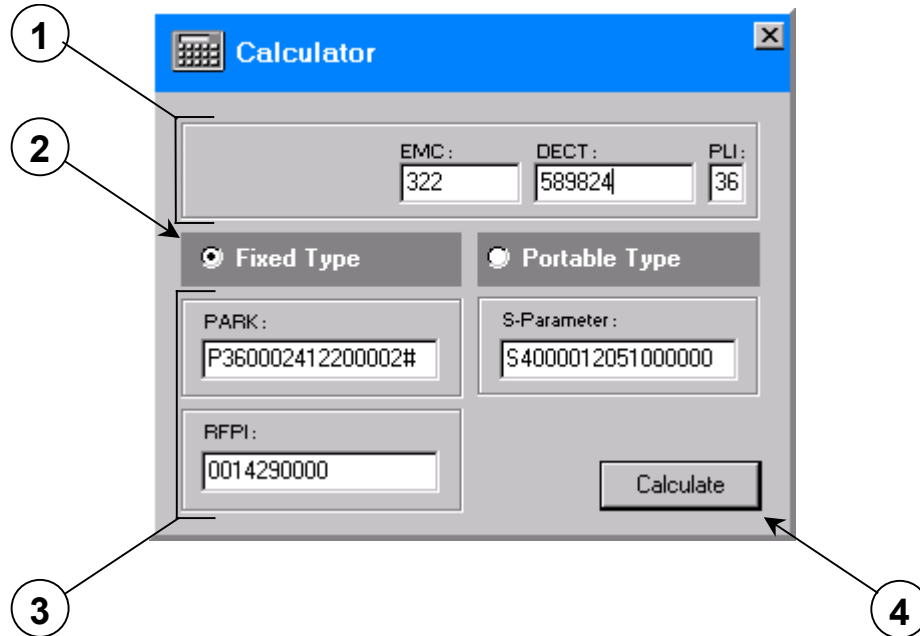 1
Calculator
2
EMC: DECT: PLI:
322 589824 36
Fixed Type Portable Type
PARK: S-Parameter:
P360002412200002# S4000012051000000
RFPI:
0014290000
Calculate
3 4